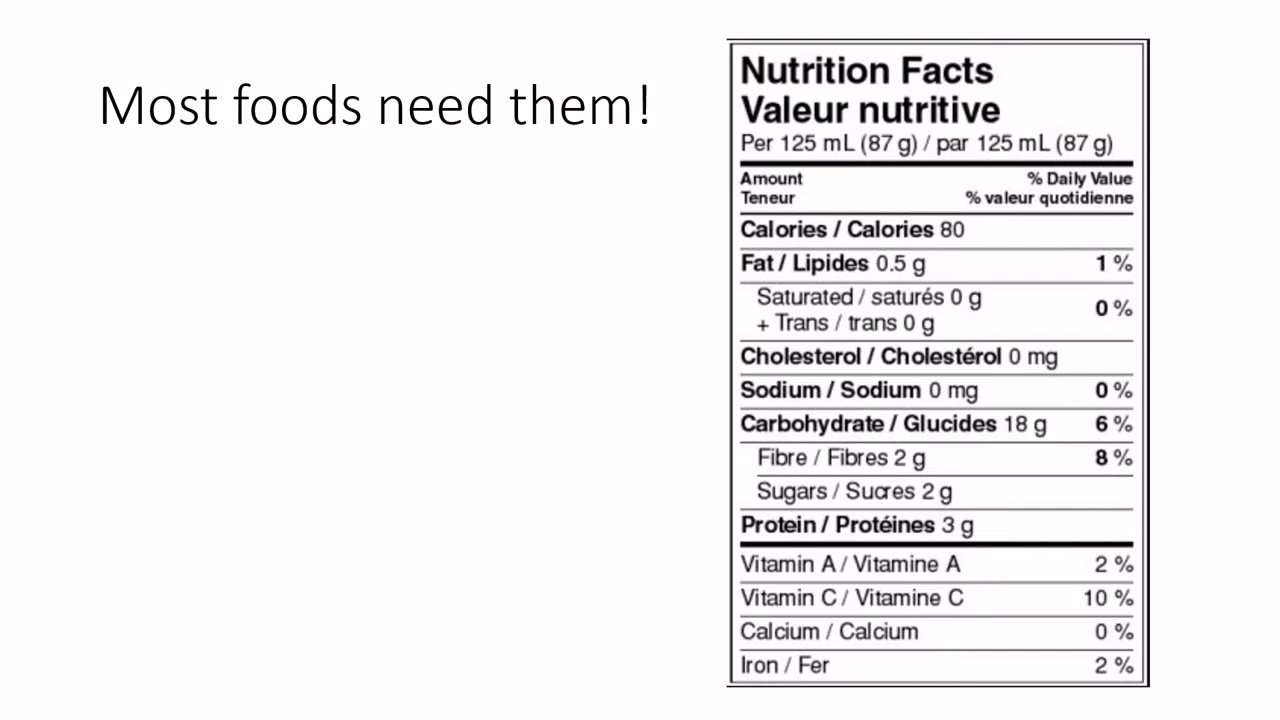 Most foods need them!
Nutrition Facts
Valeur nutritive
Per 125 mL (87 g) / par 125 mL (87 g)
Amount % Daily Value
Teneur % valeur quotidienne
Calories / Calories 80
Fat / Lipides 0.5 g 1 %
Saturated / saturés 0 g
+ Trans / trans 0 g 0 %
Cholesterol / Cholestérol 0 mg
Sodium / Sodium 0 mg 0 %
Carbohydrate / Glucides 18 g 6 %
Fibre / Fibres 2 g 8 %
Sugars / Sucres 2 g
Protein / Protéines 3 g
Vitamin A / Vitamine A 2 %
Vitamin C / Vitamine C 10 %
Calcium / Calcium 0 %
Iron / Fer 2 %